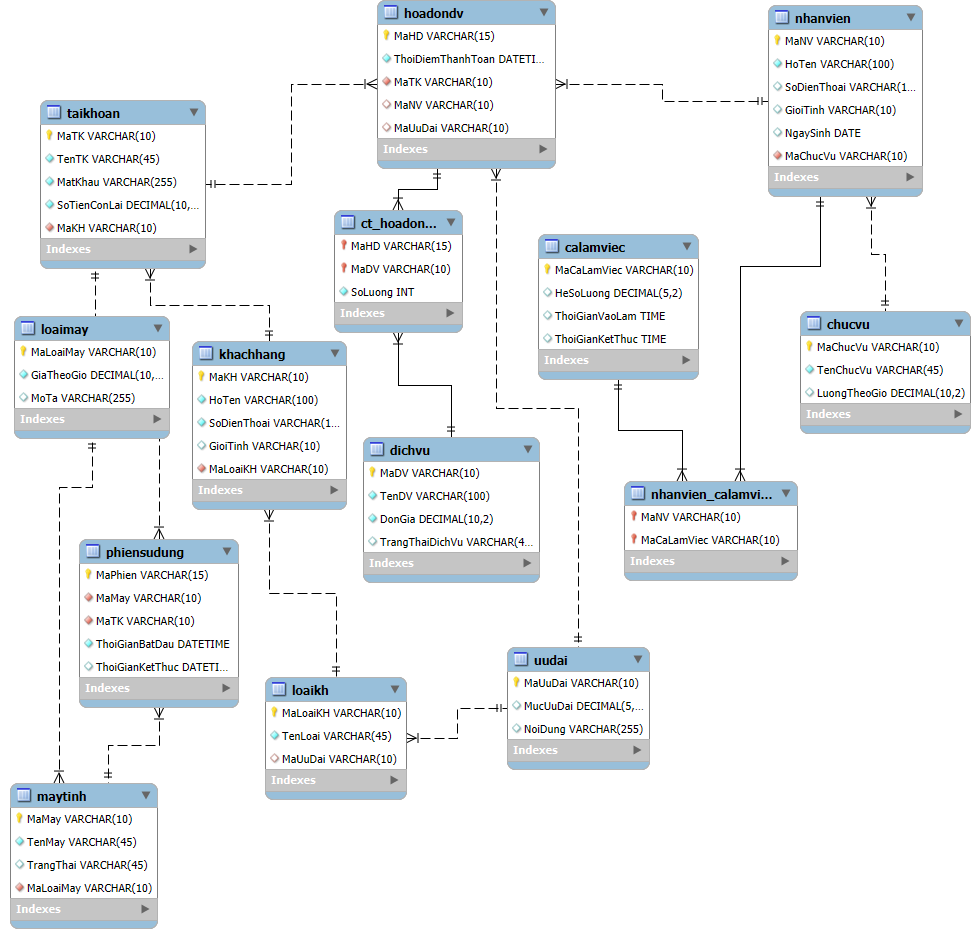 hoadondv
MaHD VARCHAR(15)
ThoiDiemThanhToan DATETI...
MaTK VARCHAR(10)
MaNV VARCHAR(10)
MaUuDai VARCHAR(10)
Indexes
nhanvien
MaNV VARCHAR(10)
HoTen VARCHAR(100)
SoDienThoai VARCHAR(1...
GioiTinh VARCHAR(10)
NgaySinh DATE
MaChucVu VARCHAR(10)
Indexes
taikhoan
MaTK VARCHAR(10)
TenTK VARCHAR(45)
MatKhau VARCHAR(255)
SoTienConLai DECIMAL(10,...
MaKH VARCHAR(10)
Indexes
ct_hoadon...
MaHD VARCHAR(15)
MaDV VARCHAR(10)
SoLuong INT
Indexes
calamviec
MaCaLamViec VARCHAR(10)
HeSoLuong DECIMAL(5,2)
ThoiGianVaoLam TIME
ThoiGianKetThuc TIME
Indexes
chucvu
MaChucVu VARCHAR(10)
TenChucVu VARCHAR(45)
LuongTheoGio DECIMAL(10,2)
Indexes
loaimay
MaLoaiMay VARCHAR(10)
GiaTheoGio DECIMAL(10,...
MoTa VARCHAR(255)
Indexes
khachhang
MaKH VARCHAR(10)
HoTen VARCHAR(100)
SoDienThoai VARCHAR(1...
GioiTinh VARCHAR(10)
MaLoaiKH VARCHAR(10)
Indexes
dichvu
MaDV VARCHAR(10)
TenDV VARCHAR(100)
DonGia DECIMAL(10,2)
TrangThaiDichVu VARCHAR(4...
Indexes
nhanvien_calamvi...
MaNV VARCHAR(10)
MaCaLamViec VARCHAR(10)
Indexes
phiensudung
MaPhien VARCHAR(15)
MaMay VARCHAR(10)
MaTK VARCHAR(10)
ThoiGianBatDau DATETIME
ThoiGianKetThuc DATETI...
Indexes
uudai
MaUuDai VARCHAR(10)
MucUuDai DECIMAL(5,...
NoiDung VARCHAR(255)
Indexes
loaikh
MaLoaiKH VARCHAR(10)
TenLoai VARCHAR(45)
MaUuDai VARCHAR(10)
Indexes
maytinh
MaMay VARCHAR(10)
TenMay VARCHAR(45)
TrangThai VARCHAR(45)
MaLoaiMay VARCHAR(10)
Indexes